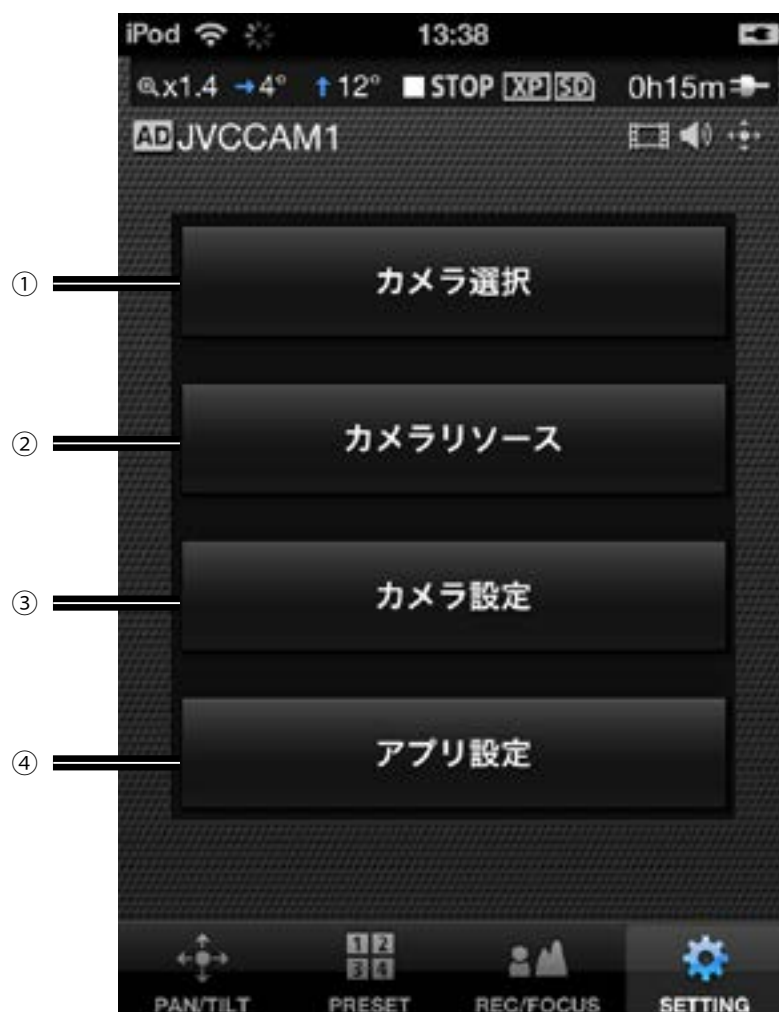 iPod 13:38
x1.4 →4° ↑12° ■STOP XP SD 0h15m
AD JVCCAM1
① カメラ選択
② カメラリソース
③ カメラ設定
④ アプリ設定
1 2
3 4
PAN/TILT PRESET REC/FOCUS SETTING